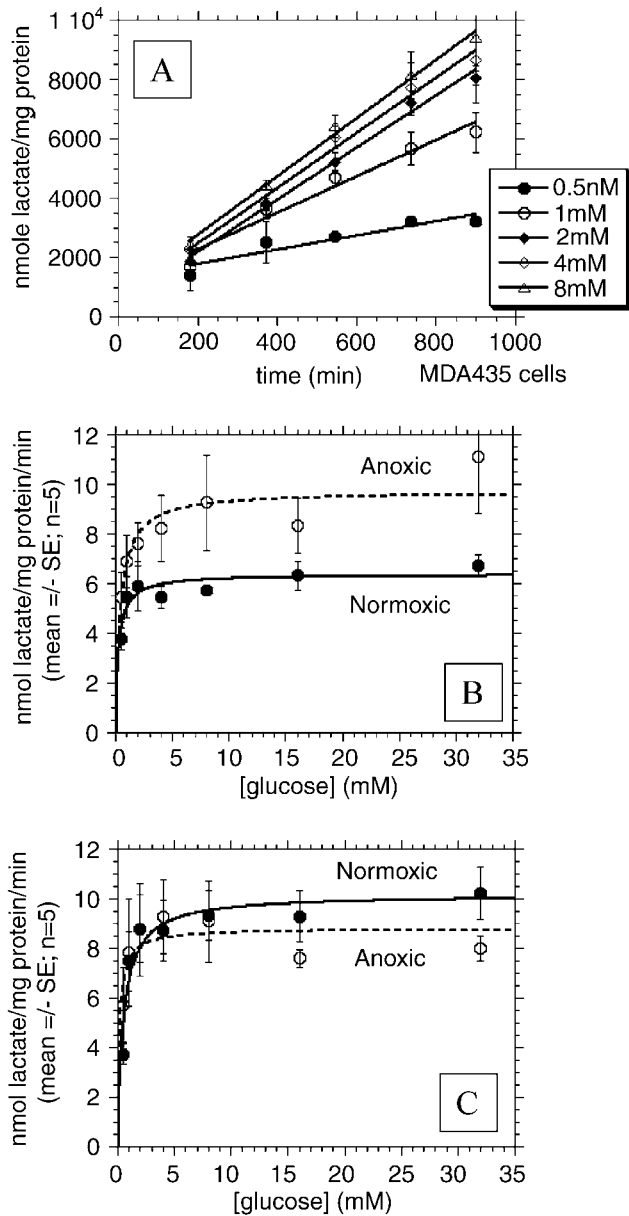 A
1 10⁴
8000
6000
4000
2000
0
nmole lactate/mg protein
0 200 400 600 800 1000
time (min)
MDA435 cells
0.5nM
1mM
2mM
4mM
8mM
12
10
8
6
4
2
0
nmol lactate/mg protein/min
(mean =/- SE; n=5)
Anoxic
Normoxic
B
0 5 10 15 20 25 30 35
[glucose] (mM)
12
10
8
6
4
2
0
nmol lactate/mg protein/min
(mean =/- SE; n=5)
Normoxic
Anoxic
C
0 5 10 15 20 25 30 35
[glucose] (mM)